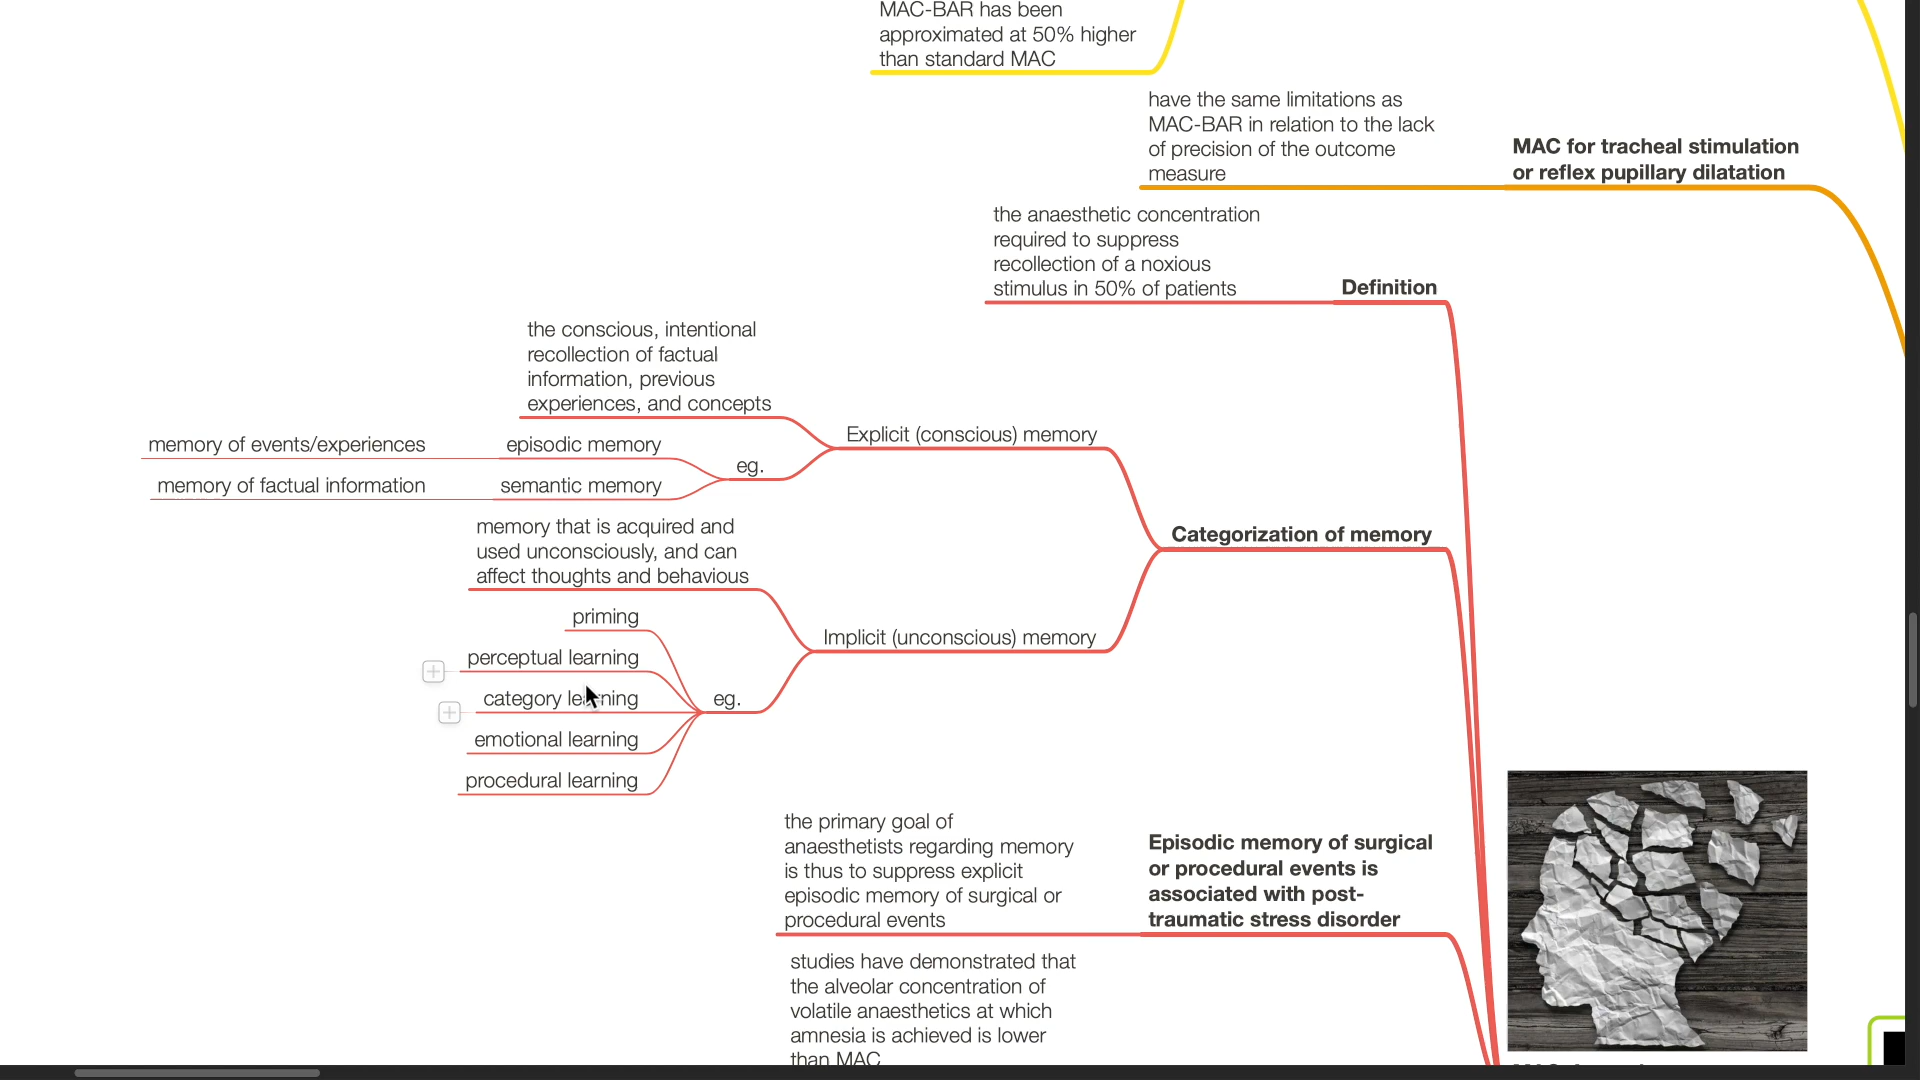 MAC-BAR has been
approximated at 50% higher
than standard MAC
have the same limitations as
MAC-BAR in relation to the lack
of precision of the outcome
measure
MAC for tracheal stimulation
or reflex pupillary dilatation
the anaesthetic concentration
required to suppress
recollection of a noxious
stimulus in 50% of patients
Definition
the conscious, intentional
recollection of factual
information, previous
experiences, and concepts
Explicit (conscious) memory
memory of events/experiences
episodic memory
eg.
memory of factual information
semantic memory
Categorization of memory
memory that is acquired and
used unconsciously, and can
affect thoughts and behavious
Implicit (unconscious) memory
priming
perceptual learning
category learning
eg.
emotional learning
procedural learning
the primary goal of
anaesthetists regarding memory
is thus to suppress explicit
episodic memory of surgical or
procedural events
Episodic memory of surgical
or procedural events is
associated with post-
traumatic stress disorder
studies have demonstrated that
the alveolar concentration of
volatile anaesthetics at which
amnesia is achieved is lower
than MAC